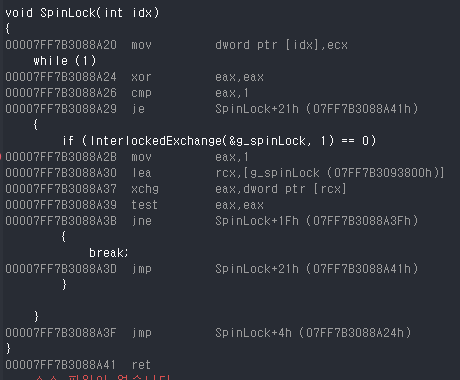 void SpinLock(int idx)
{
00007FF7B3088A20 mov dword ptr [idx],ecx
while (1)
00007FF7B3088A24 xor eax,eax
00007FF7B3088A26 cmp eax,1
00007FF7B3088A29 je SpinLock+21h (07FF7B3088A41h)
{
if (InterlockedExchange(&g_spinLock, 1) == 0)
00007FF7B3088A2B mov eax,1
00007FF7B3088A30 lea rcx,[g_spinLock (07FF7B3093800h)]
00007FF7B3088A37 xchg eax,dword ptr [rcx]
00007FF7B3088A39 test eax,eax
00007FF7B3088A3B jne SpinLock+1Fh (07FF7B3088A3Fh)
{
break;
00007FF7B3088A3D jmp SpinLock+21h (07FF7B3088A41h)
}
}
00007FF7B3088A3F jmp SpinLock+4h (07FF7B3088A24h)
}
00007FF7B3088A41 ret